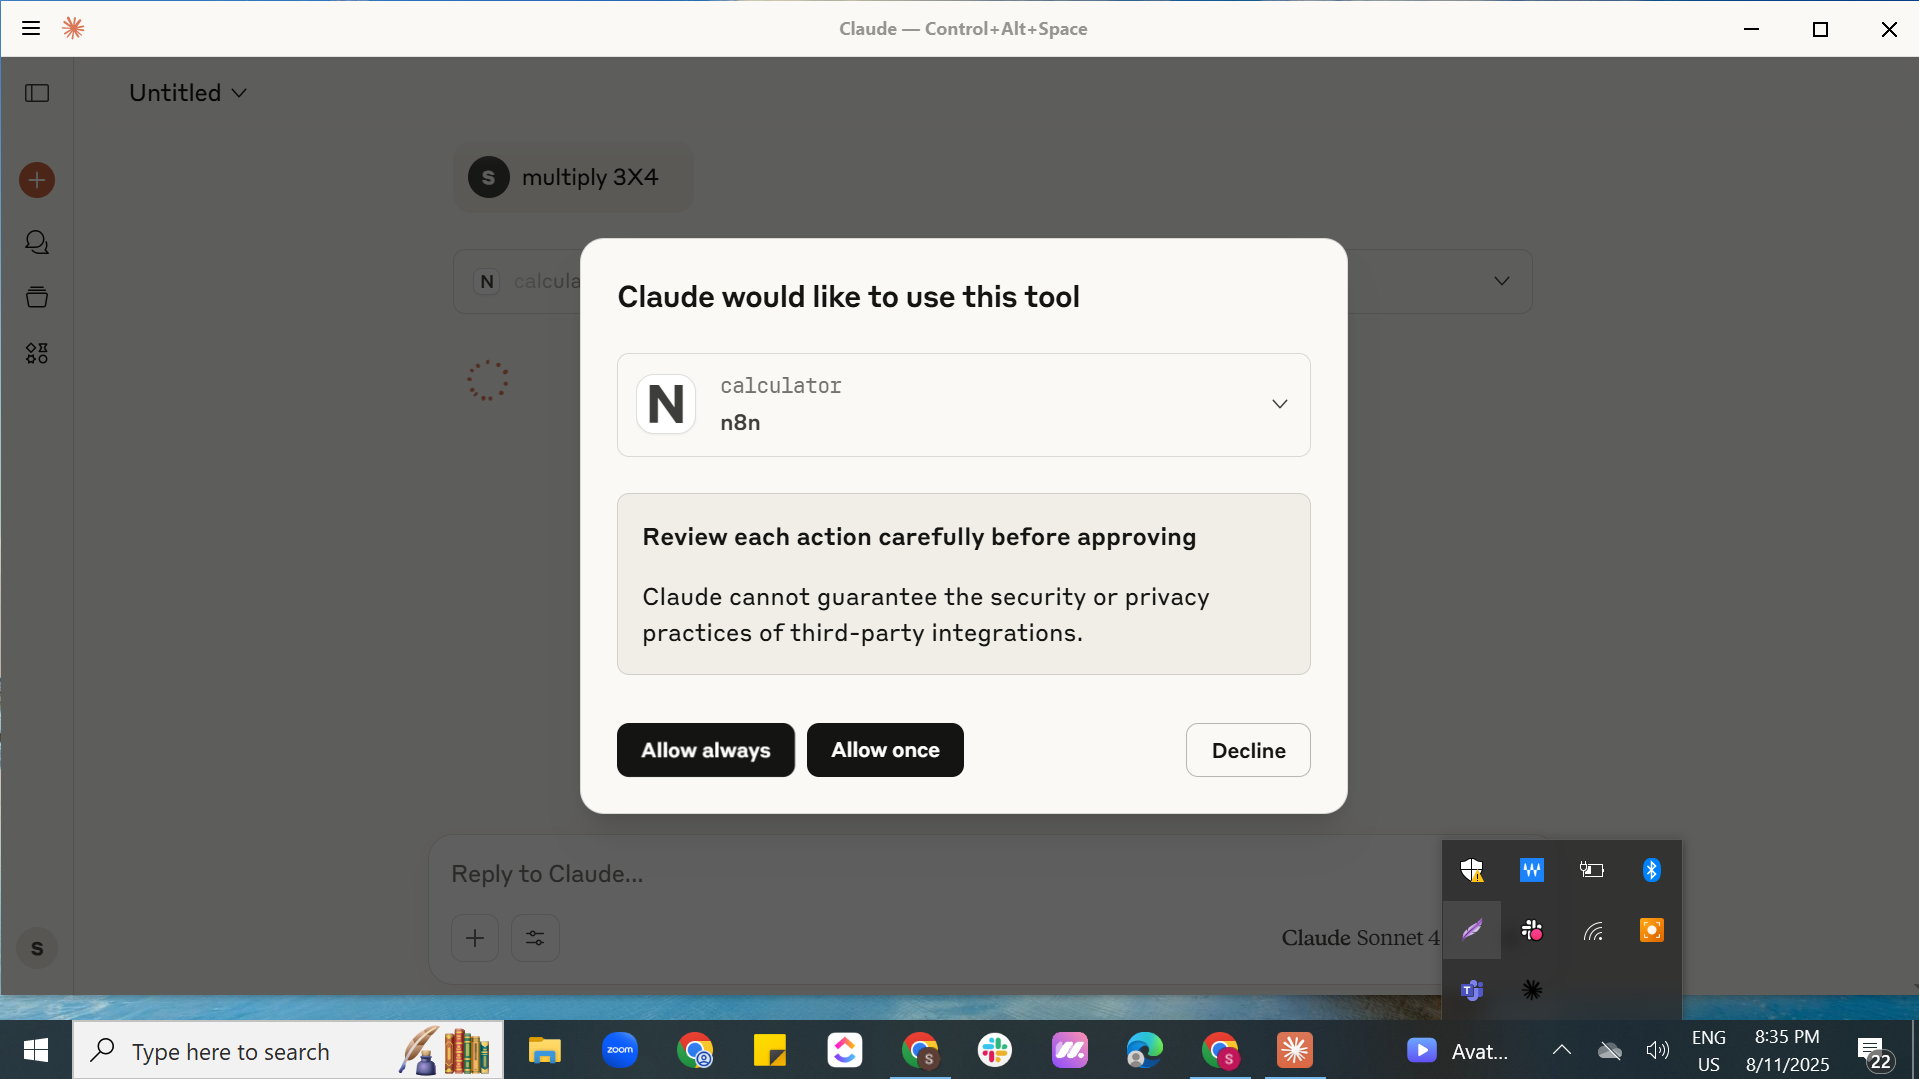 Claude — Control+Alt+Space
Untitled
S
multiply 3X4
N
calcula
Claude would like to use this tool
N
calculator
n8n
Review each action carefully before approving
Claude cannot guarantee the security or privacy
practices of third-party integrations.
Allow always
Allow once
Decline
Reply to Claude...
Claude Sonnet 4
S
Type here to search
zoom
S
S
Avat...
ENG
US
8:35 PM
8/11/2025
22